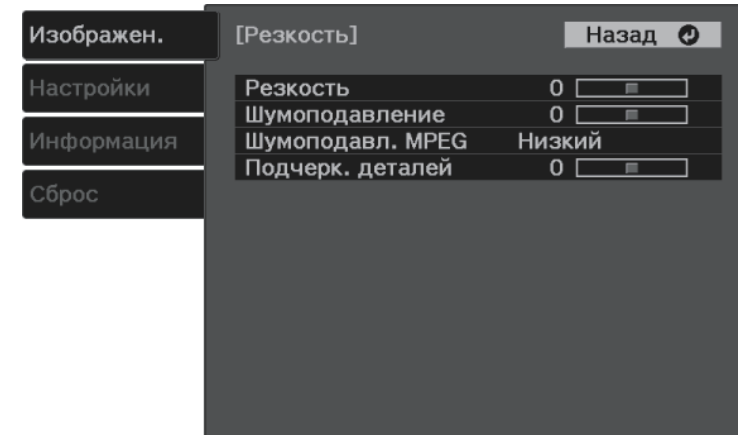 Изображен.
Настройки
Информация
Сброс
[Резкость] Назад
Резкость 0
Шумоподавление 0
Шумоподавл. MPEG Низкий
Подчерк. деталей 0